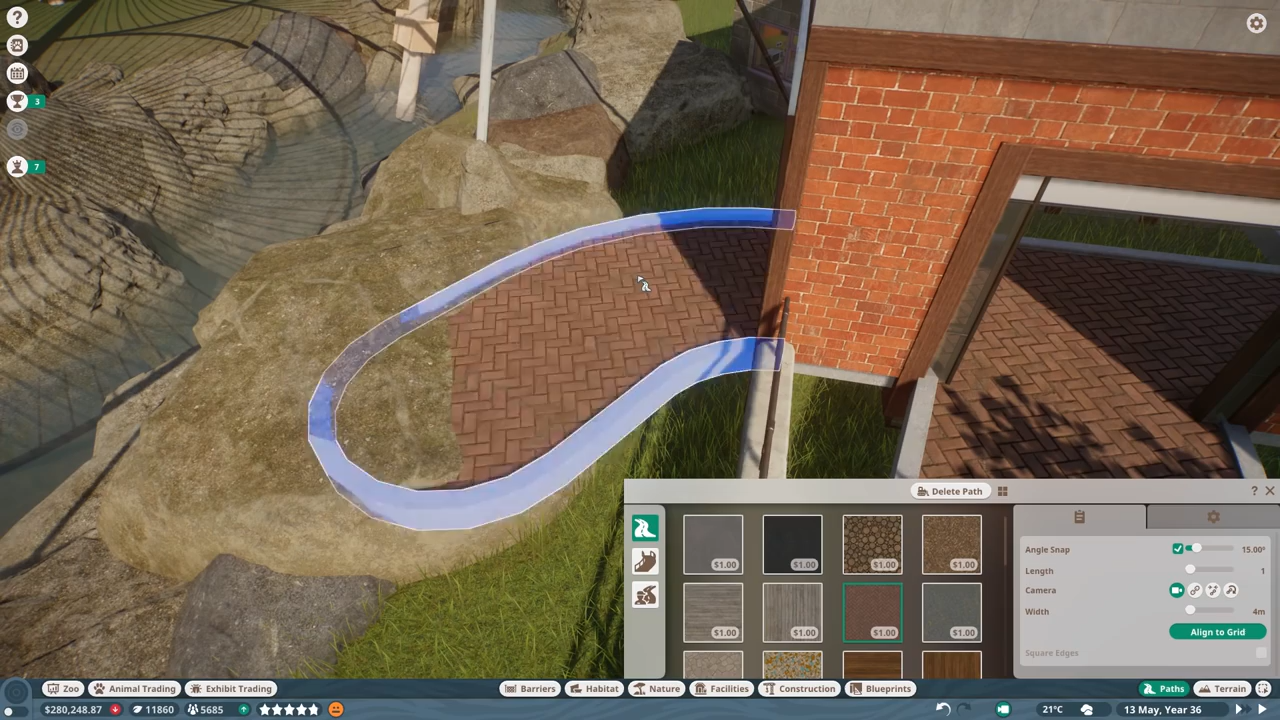 ?
3
7
Delete Path
?
$1.00
$1.00
$1.00
$1.00
$1.00
$1.00
$1.00
$1.00
Angle Snap
15.00°
Length
1
Camera
Width
4m
Align to Grid
Square Edges
Zoo
Animal Trading
Exhibit Trading
Barriers
Habitat
Nature
Facilities
Construction
Blueprints
Paths
Terrain
$280,248.87
11860
5685
21°C
13 May, Year 36